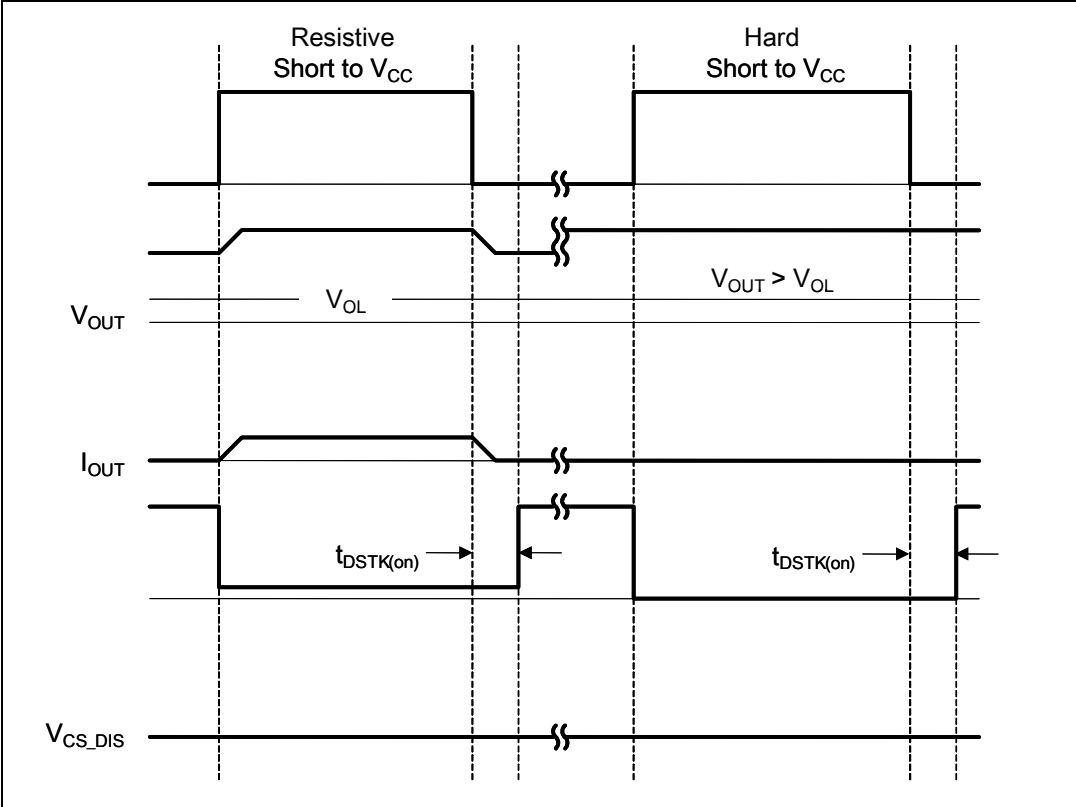 Resistive
Short to VCC
Hard
Short to VCC
VOL
VOUT > VOL
VOUT
IOUT
tDSTK(on)
tDSTK(on)
VCS_DIS